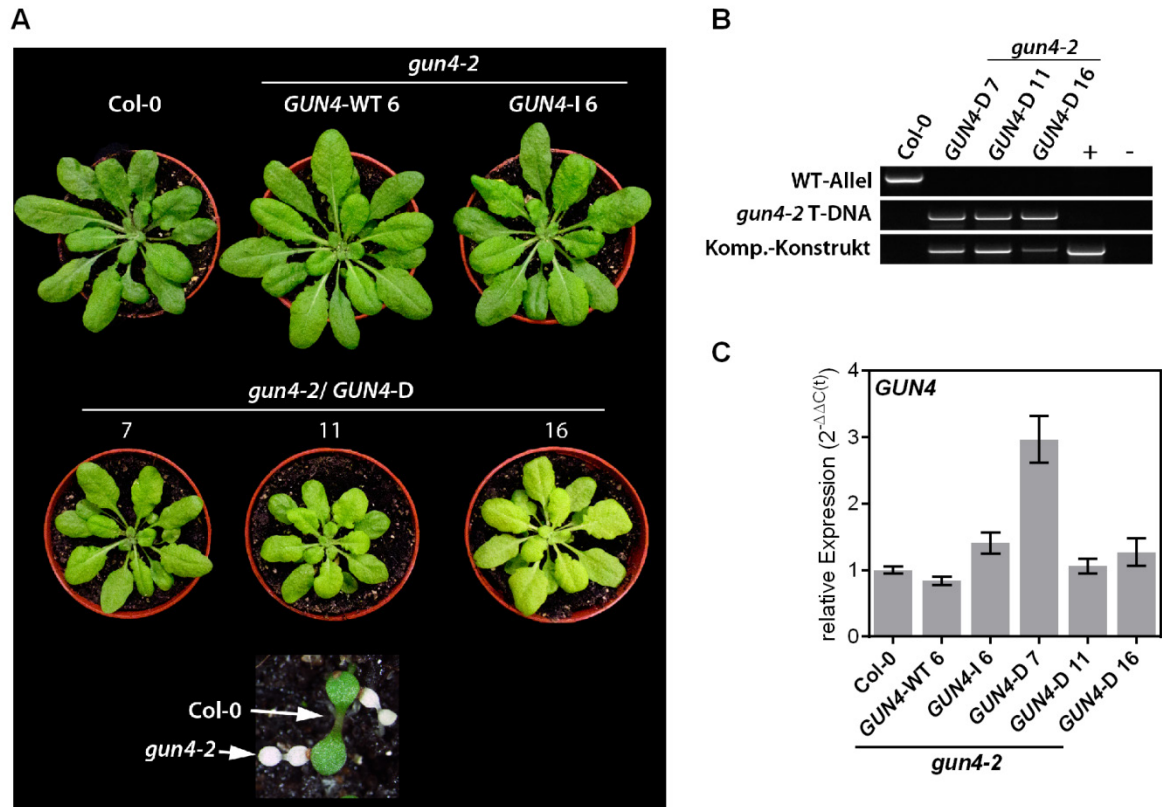 A
gun4-2
Col-0 GUN4-WT 6 GUN4-I 6
gun4-2/ GUN4-D
7 11 16
Col-0
gun4-2
B
gun4-2
Col-0 GUN4-D 7 GUN4-D 11 GUN4-D 16 + -
WT-Allel
gun4-2 T-DNA
Komp.-Konstrukt
C
GUN4
relative Expression (2-ΔΔC(t))
4
3
2
1
0
Col-0 GUN4-WT 6 GUN4-I 6 GUN4-D 7 GUN4-D 11 GUN4-D 16
gun4-2